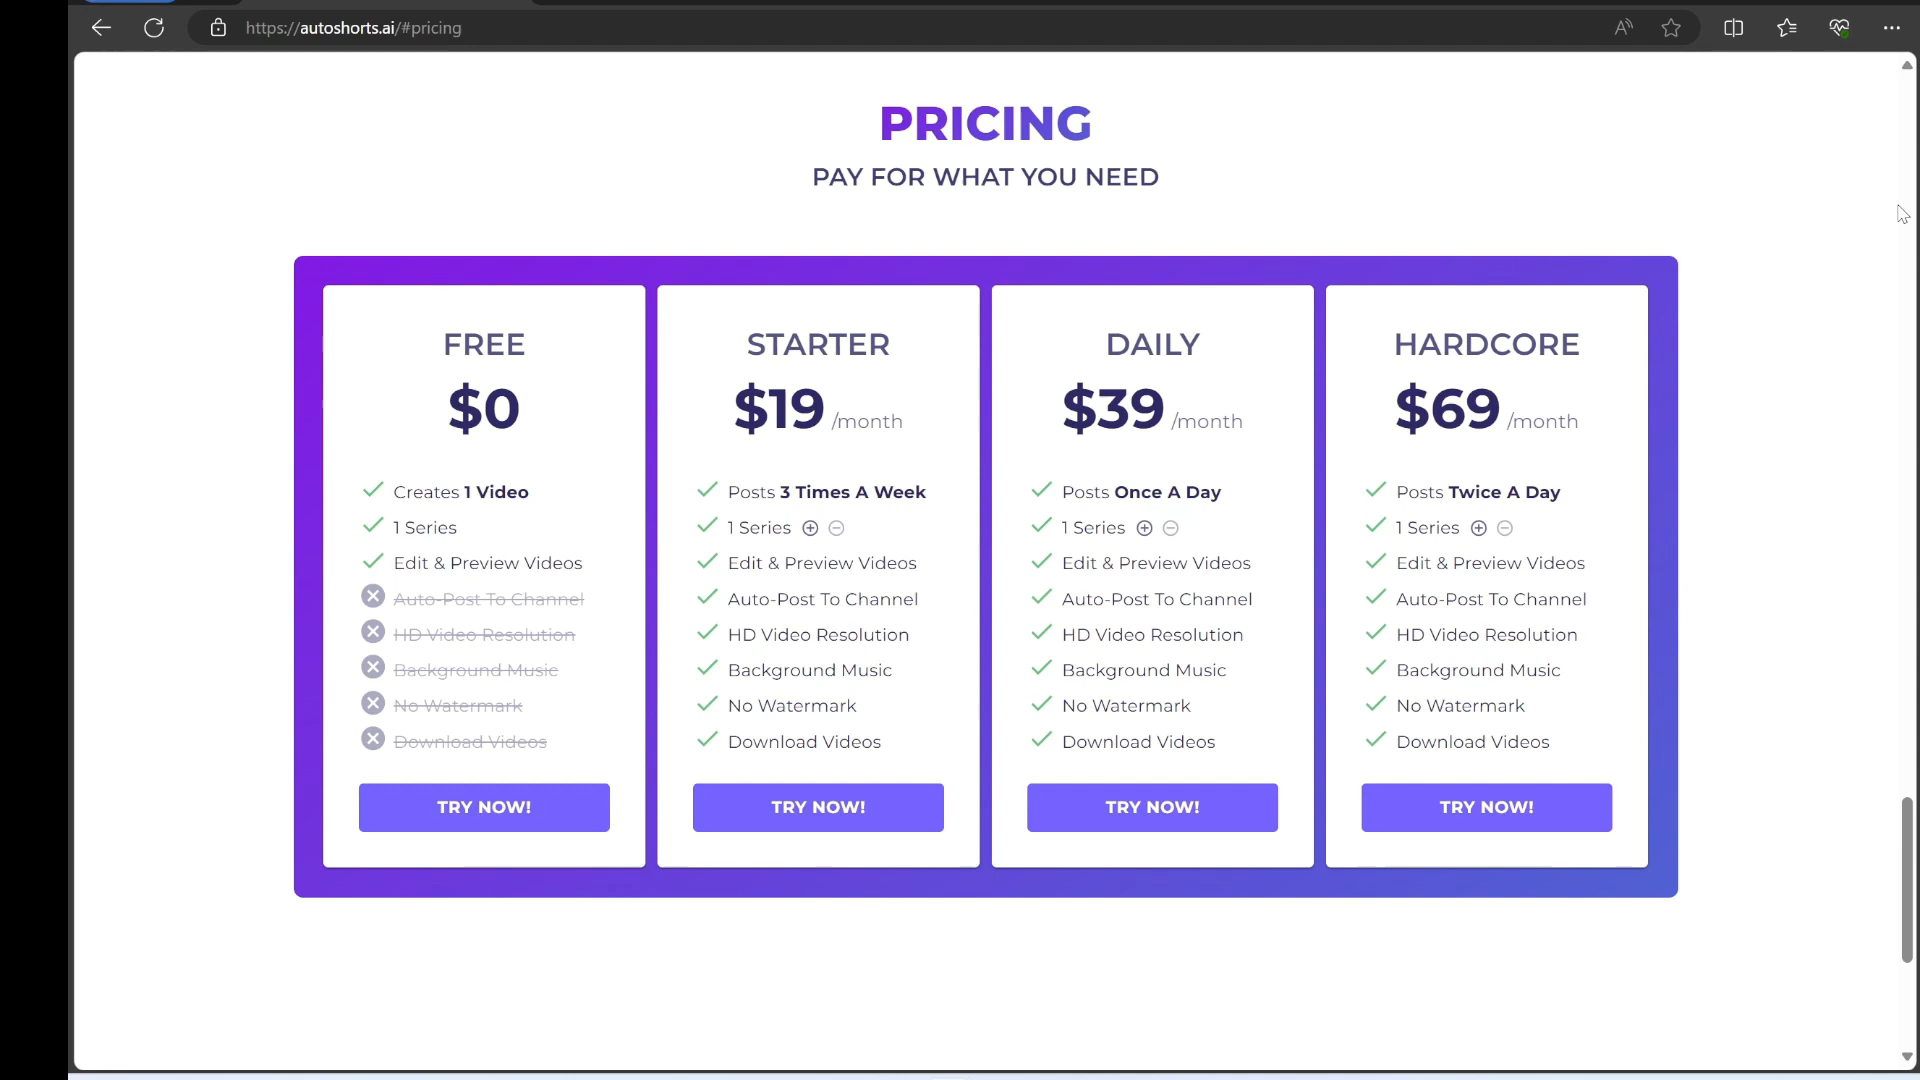 https://autoshorts.ai/#pricing
PRICING
PAY FOR WHAT YOU NEED
FREE
$0
Creates 1 Video
1 Series
Edit & Preview Videos
Auto-Post To Channel
HD Video Resolution
Background Music
No Watermark
Download Videos
TRY NOW!
STARTER
$19 /month
Posts 3 Times A Week
1 Series
Edit & Preview Videos
Auto-Post To Channel
HD Video Resolution
Background Music
No Watermark
Download Videos
TRY NOW!
DAILY
$39 /month
Posts Once A Day
1 Series
Edit & Preview Videos
Auto-Post To Channel
HD Video Resolution
Background Music
No Watermark
Download Videos
TRY NOW!
HARDCORE
$69 /month
Posts Twice A Day
1 Series
Edit & Preview Videos
Auto-Post To Channel
HD Video Resolution
Background Music
No Watermark
Download Videos
TRY NOW!